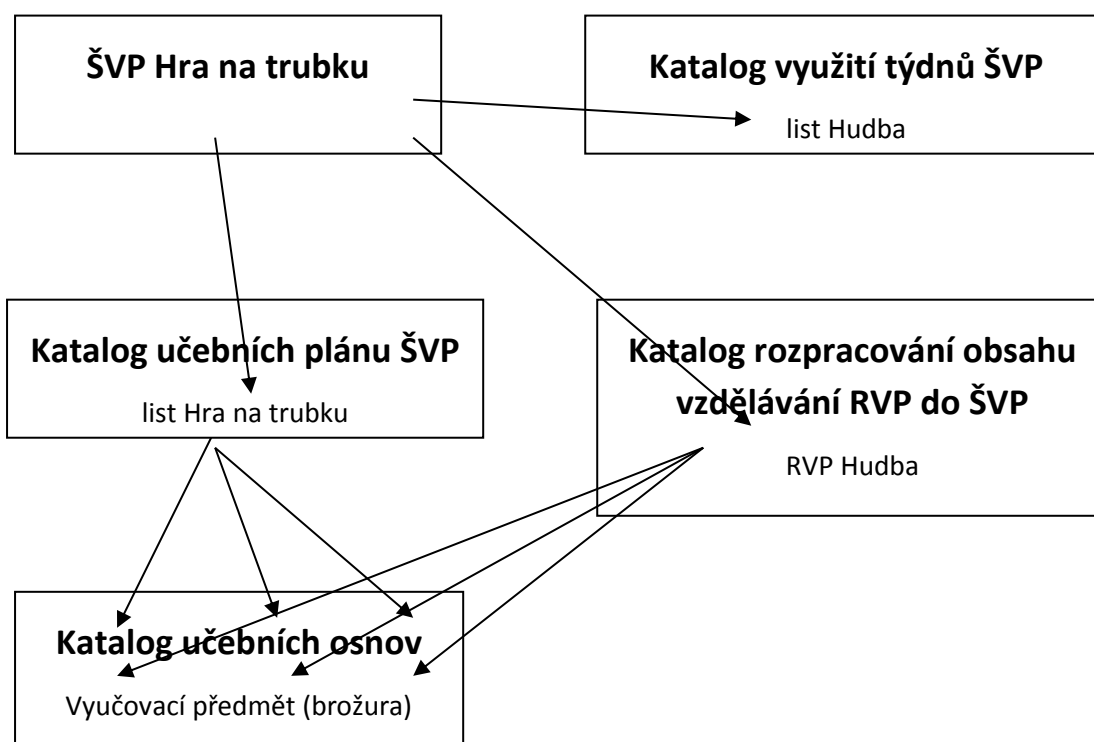 ŠVP Hra na trubku
Katalog využití týdnů ŠVP
list Hudba
Katalog učebních plánu ŠVP
list Hra na trubku
Katalog rozpracování obsahu
vzdělávání RVP do ŠVP
RVP Hudba
Katalog učebních osnov
Vyučovací předmět (brožura)